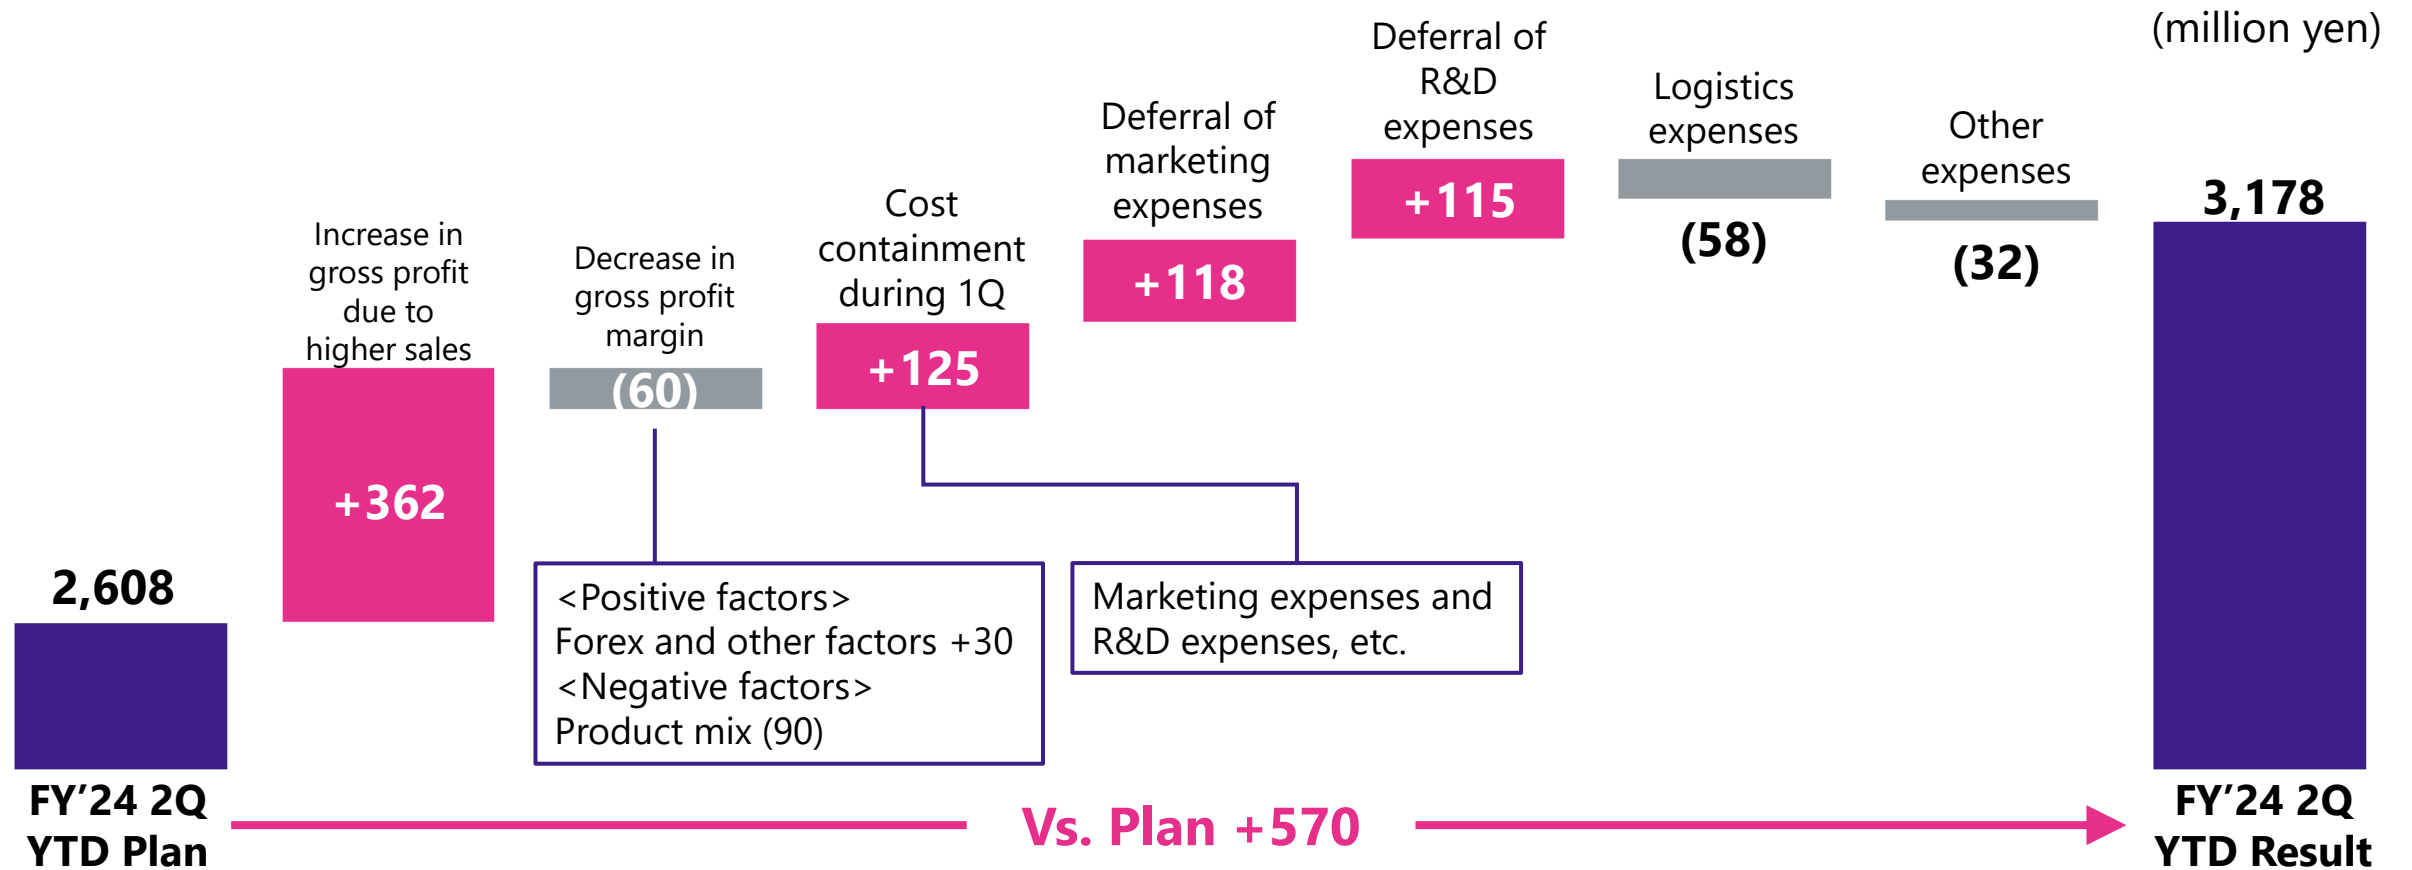 (million yen)
2,608
FY’24 2Q
YTD Plan
Increase in
gross profit
due to
higher sales
+362
Decrease in
gross profit
margin
(60)
<Positive factors>
Forex and other factors +30
<Negative factors>
Product mix (90)
Cost
containment
during 1Q
+125
Marketing expenses and
R&D expenses, etc.
Deferral of
marketing
expenses
+118
Deferral of
R&D
expenses
+115
Logistics
expenses
(58)
Other
expenses
(32)
3,178
FY’24 2Q
YTD Result
Vs. Plan +570